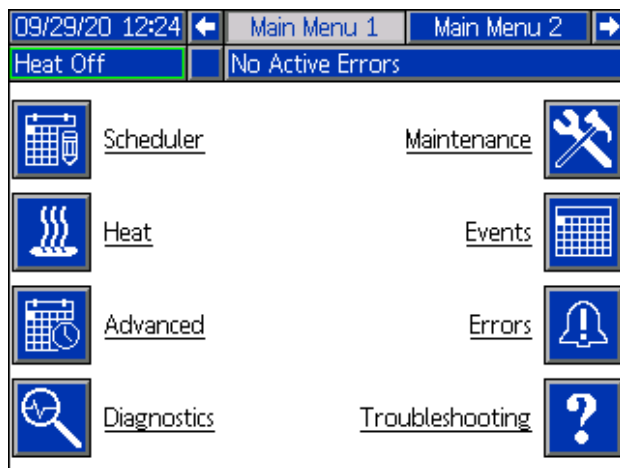 09/29/20 12:24 Main Menu 1 Main Menu 2
Heat Off No Active Errors
Scheduler Maintenance
Heat Events
Advanced Errors
Diagnostics Troubleshooting